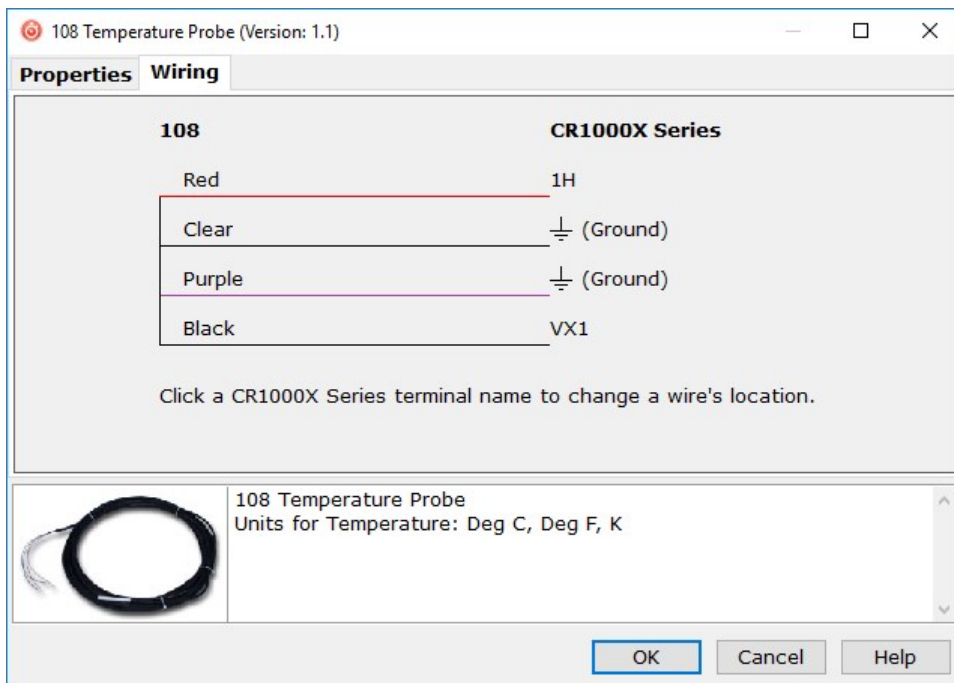 108 Temperature Probe (Version: 1.1)
Properties Wiring
108 CR1000X Series
Red 1H
Clear (Ground)
Purple (Ground)
Black VX1
Click a CR1000X Series terminal name to change a wire's location.
108 Temperature Probe
Units for Temperature: Deg C, Deg F, K
OK Cancel Help